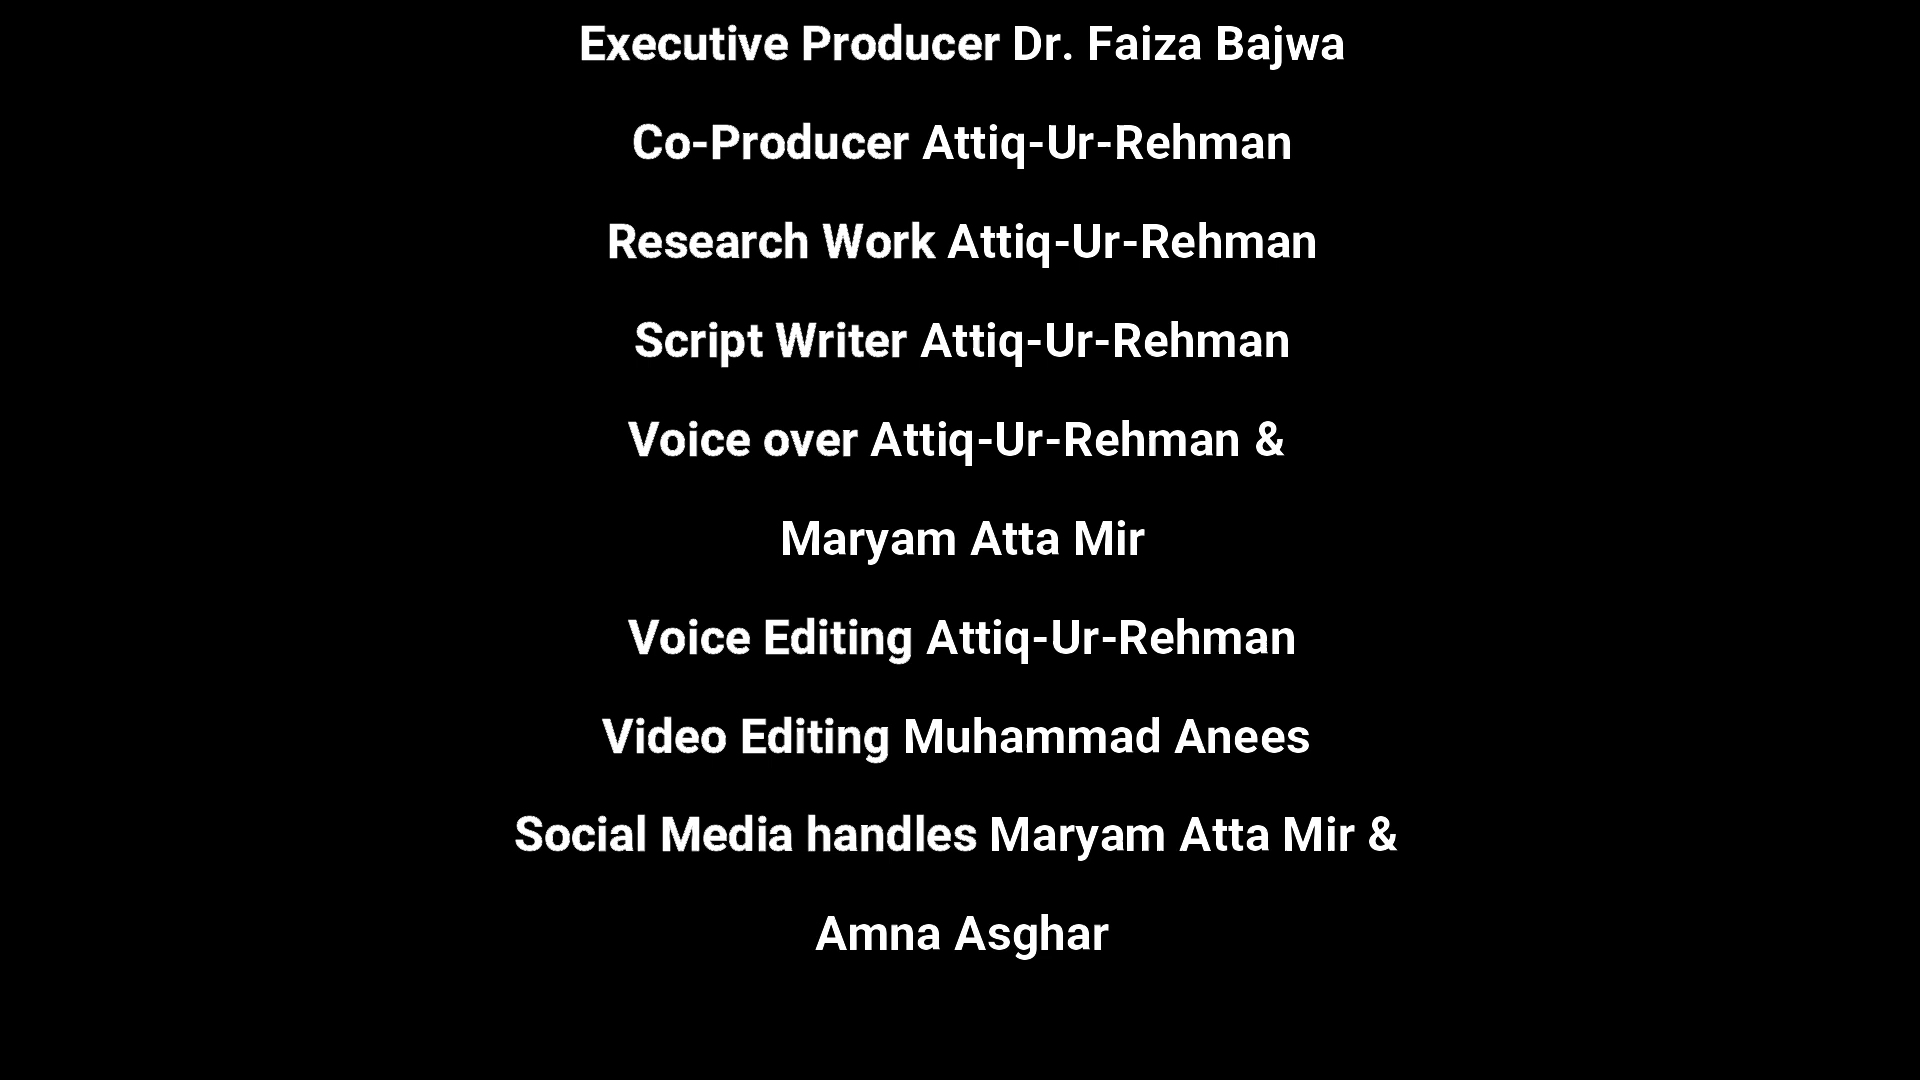 Executive Producer Dr. Faiza Bajwa
Co-Producer Attiq-Ur-Rehman
Research Work Attiq-Ur-Rehman
Script Writer Attiq-Ur-Rehman
Voice over Attiq-Ur-Rehman &
Maryam Atta Mir
Voice Editing Attiq-Ur-Rehman
Video Editing Muhammad Anees
Social Media handles Maryam Atta Mir &
Amna Asghar